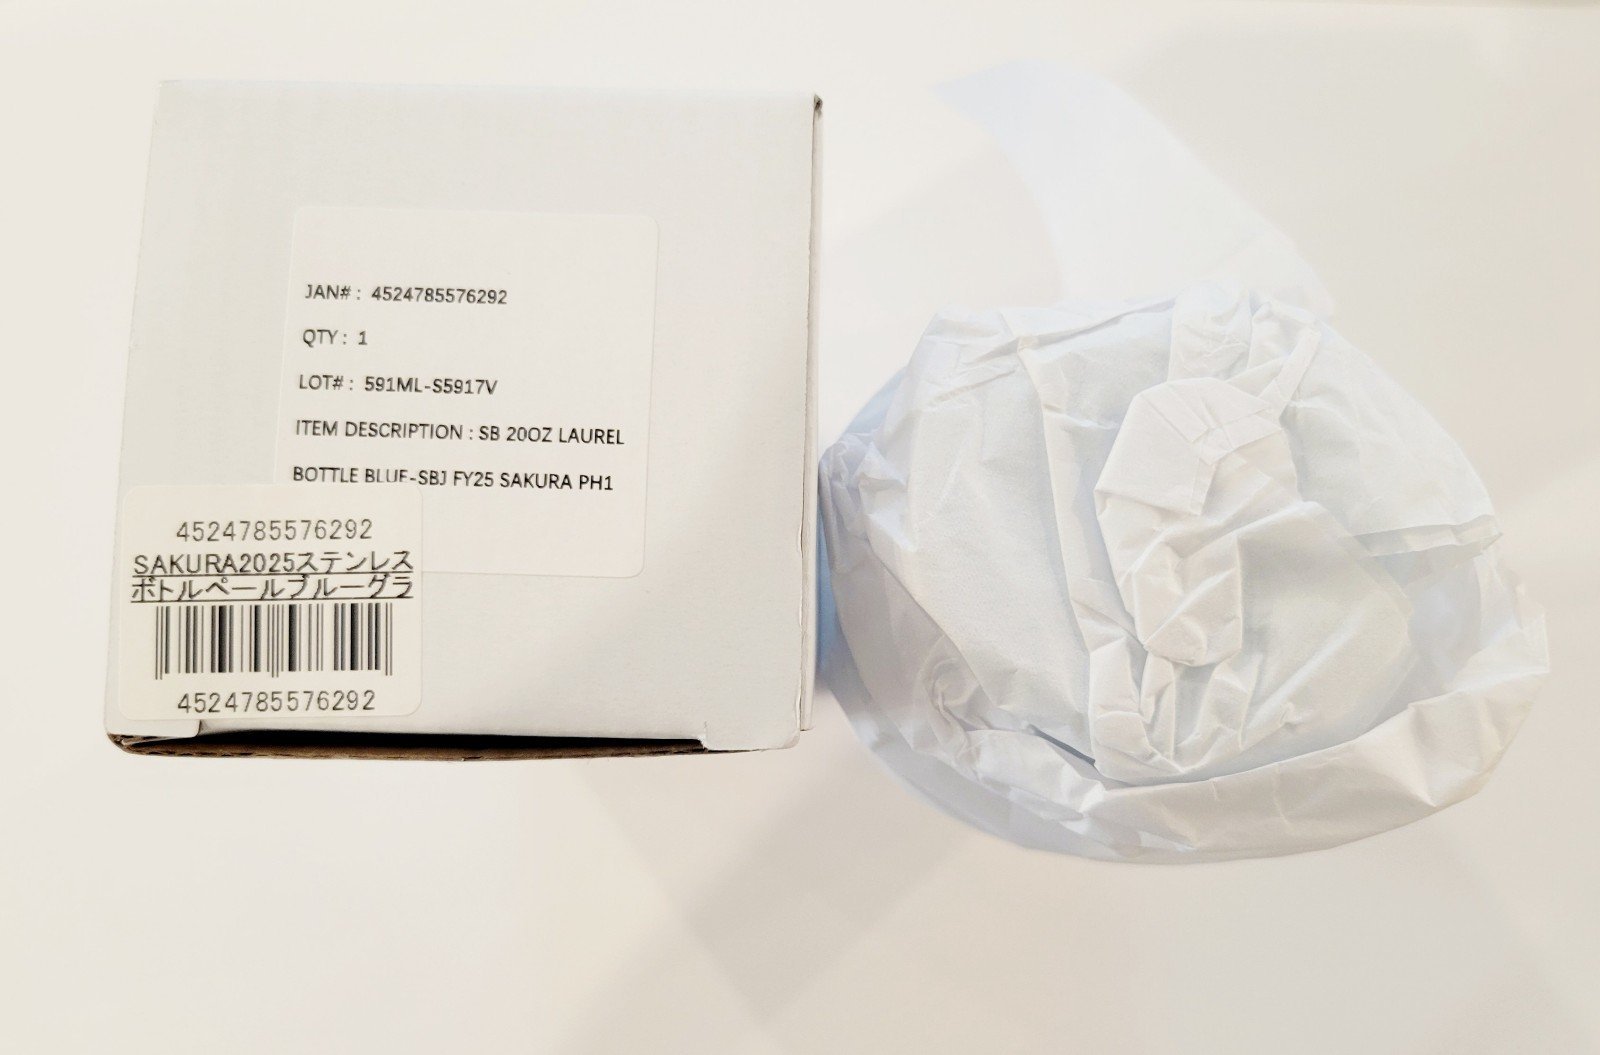 JAN# : 4524785576292
QTY : 1
LOT# : 591ML-S5917V
ITEM DESCRIPTION : SB 20OZ LAUREL
BOTTLE BLUE-SBJ FY25 SAKURA PH1
4524785576292
SAKURA2025ステンレス
ボトルペールブルーグラ
4524785576292